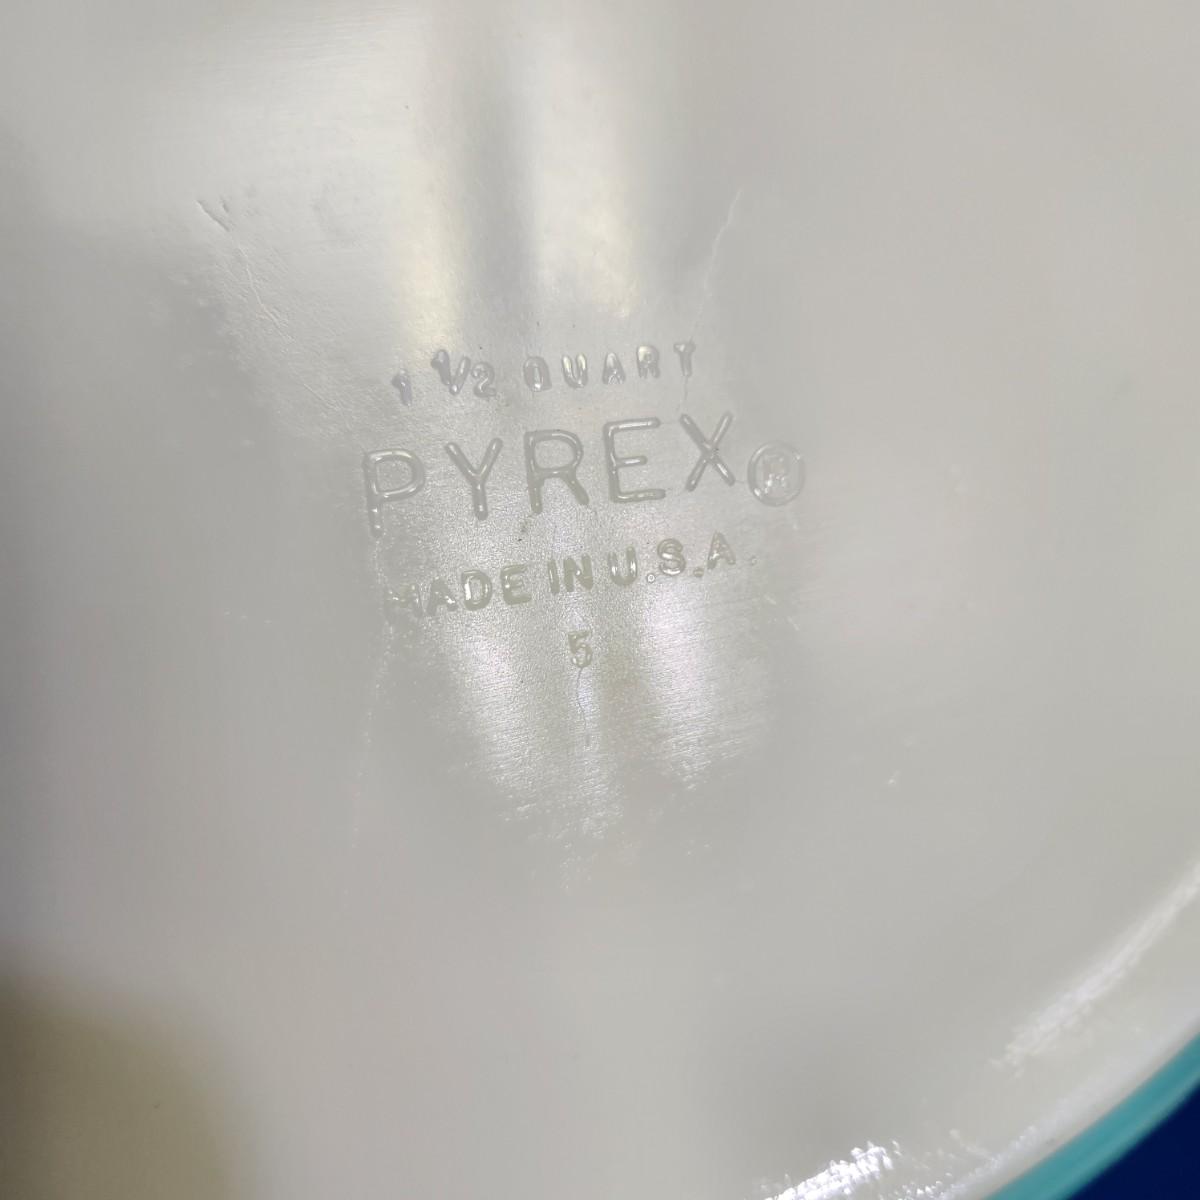 1 1/2 QUART
PYREX ®
MADE IN U.S.A.
5